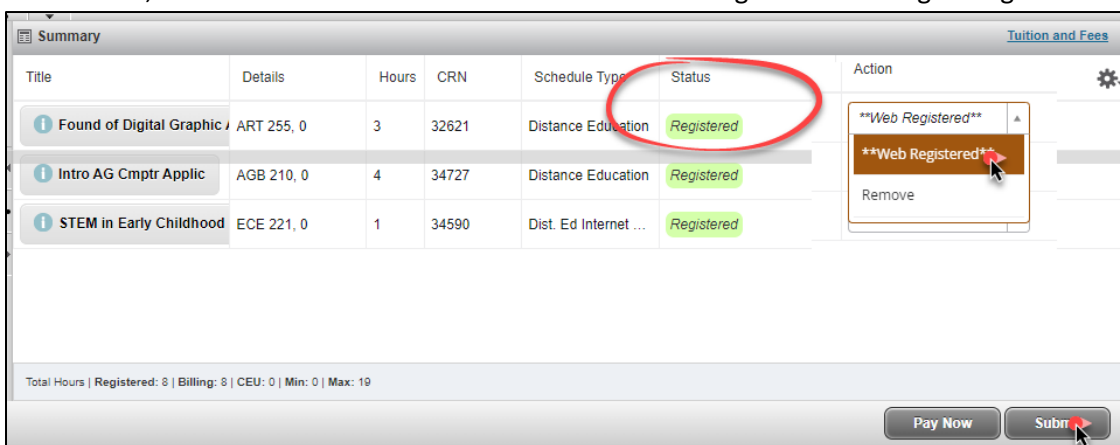 Summary Tuition and Fees
Title Details Hours CRN Schedule Type Status Action
Found of Digital Graphic ART 255, 0 3 32621 Distance Education Registered **Web Registered**
**Web Registered**
Intro AG Cmptr Applic AGB 210, 0 4 34727 Distance Education Registered
Remove
STEM in Early Childhood ECE 221, 0 1 34590 Dist. Ed Internet ... Registered
Total Hours | Registered: 8 | Billing: 8 | CEU: 0 | Min: 0 | Max: 19
Pay Now Submit